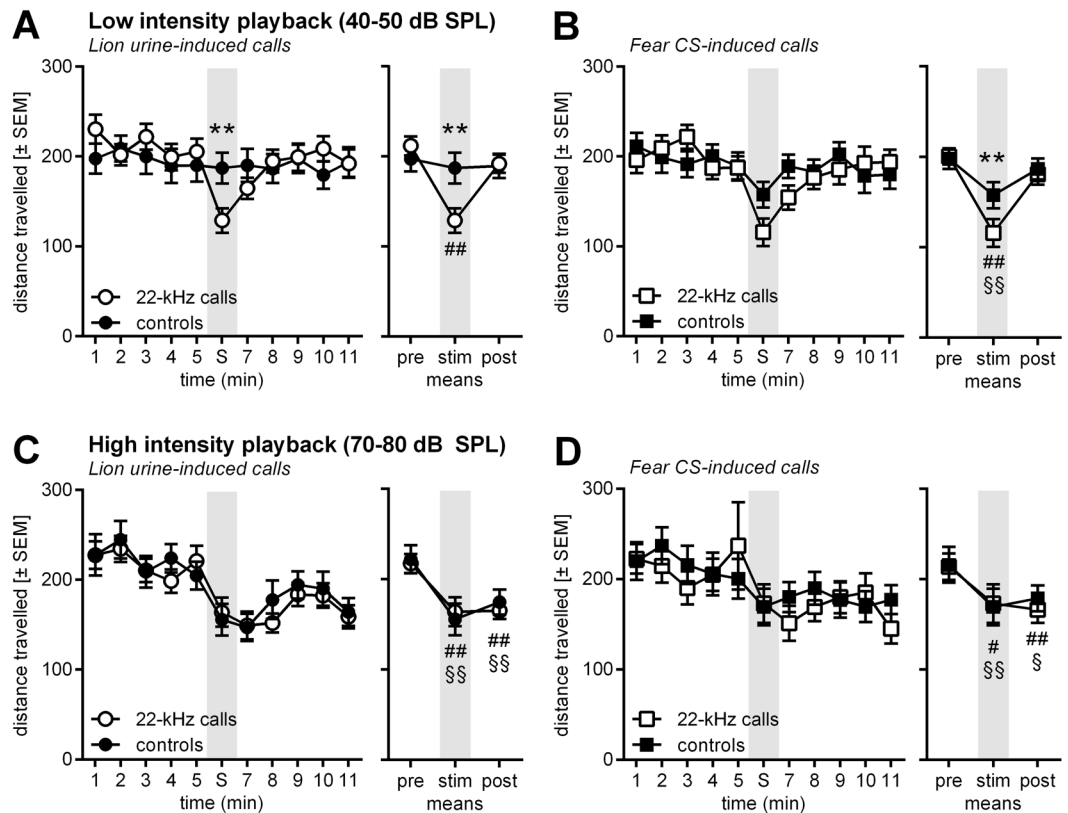 A
Low intensity playback (40-50 dB SPL)
Lion urine-induced calls
distance travelled [± SEM]
300
200
100
0
**
22-kHz calls
controls
1 2 3 4 5 S 7 8 9 10 11
time (min)
**
##
pre stim post
means
B
Fear CS-induced calls
distance travelled [± SEM]
300
200
100
0
22-kHz calls
controls
1 2 3 4 5 S 7 8 9 10 11
time (min)
**
##
§§
pre stim post
means
C
High intensity playback (70-80 dB SPL)
Lion urine-induced calls
distance travelled [± SEM]
300
200
100
0
22-kHz calls
controls
1 2 3 4 5 S 7 8 9 10 11
time (min)
## ##
§§ §§
pre stim post
means
D
Fear CS-induced calls
distance travelled [± SEM]
300
200
100
0
22-kHz calls
controls
1 2 3 4 5 S 7 8 9 10 11
time (min)
# ##
§§ §
pre stim post
means